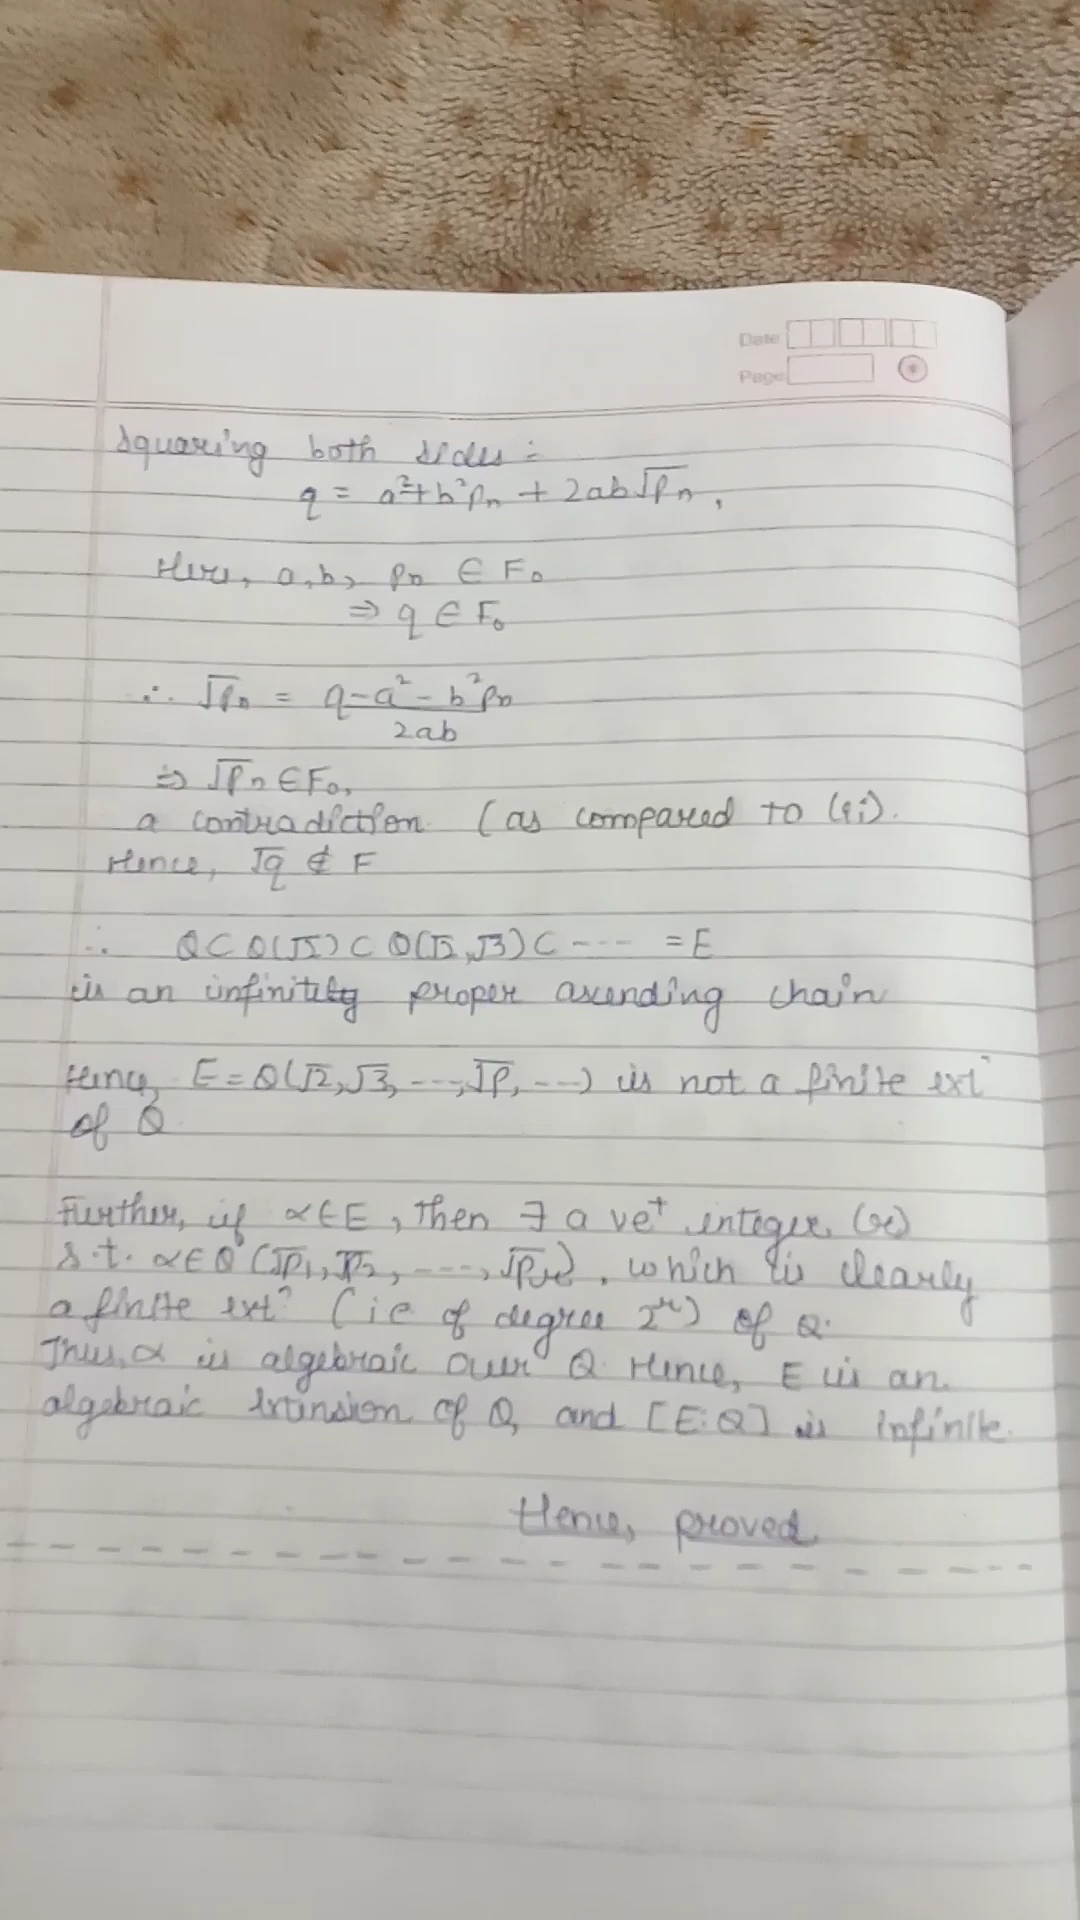 Date
Page
Squaring both sides :-
q = a²+b²pₙ + 2ab√pₙ,
Here, a, b, pₙ ∈ F₀
⇒ q ∈ F₀
∴ √pₙ = q-a²-b²pₙ / 2ab
⇒ √pₙ ∈ F₀,
a contradiction (as compared to (ii).
Hence, √q ∉ F
∴ Q ⊂ Q(√2) ⊂ Q(√2,√3) ⊂ ---- = E
is an infinitely proper ascending chain
Hence, E = Q(√2,√3, ---,√p, ---) is not a finite extⁿ
of Q
Further, if α ∈ E, then ∃ a ve⁺ integer (r)
s.t. α ∈ Q (√p₁, √p₂, ----, √pᵣ), which is clearly
a finite extⁿ (i.e of degree 2ʳ) of Q.
Thus, α is algebraic over Q. Hence, E is an
algebraic extension of Q, and [E:Q] is infinite.
Hence, proved.